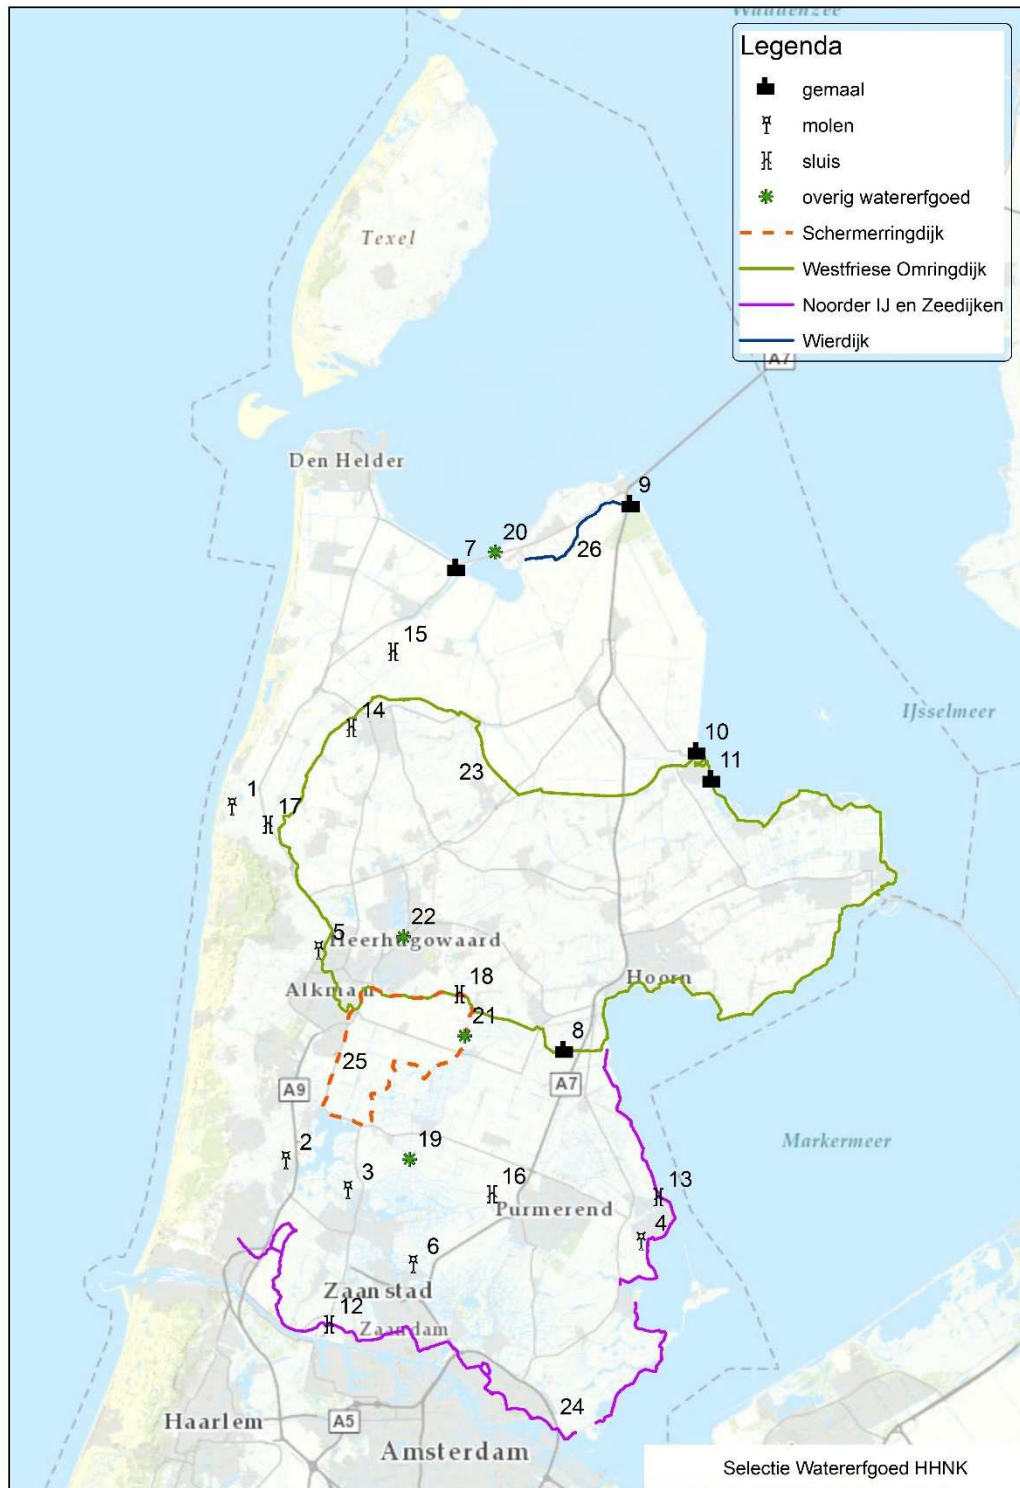 Waddenzee
Legenda
gemaal
molen
sluis
overig watererfgoed
Schermerringdijk
Westfriese Omringdijk
Noorder IJ en Zeedijken
Wierdijk
A7
Texel
Den Helder
9
20
7
26
15
14
IJsselmeer
10
23
11
1
17
22
5
Heerhugowaard
18
Hoorn
Alkmaar
21
8
25
A9
A7
2
19
Markermeer
3
16
13
Purmerend
4
6
Zaanstad
12
Zaandam
24
Haarlem
A5
Amsterdam
Selectie Watererfgoed HHNK